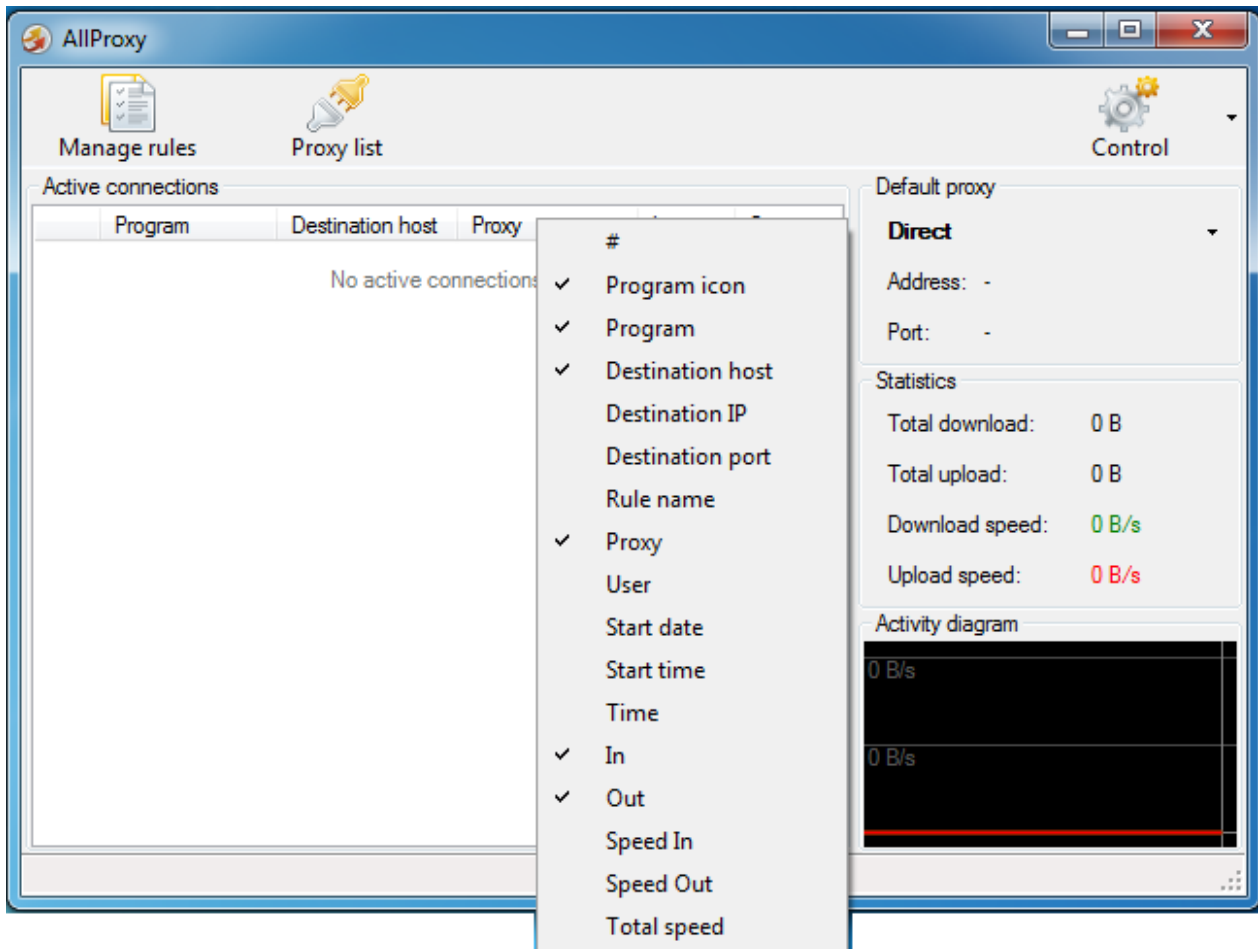 AllProxy
Manage rules
Proxy list
Control
Active connections
Program Destination host Proxy
No active connections
#
Program icon
Program
Destination host
Destination IP
Destination port
Rule name
Proxy
User
Start date
Start time
Time
In
Out
Speed In
Speed Out
Total speed
Default proxy
Direct
Address: -
Port: -
Statistics
Total download: 0 B
Total upload: 0 B
Download speed: 0 B/s
Upload speed: 0 B/s
Activity diagram
0 B/s
0 B/s